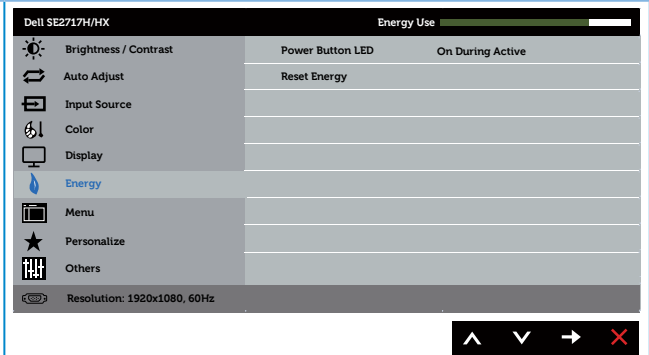 Dell SE2717H/HX Energy Use
Brightness / Contrast Power Button LED On During Active
Auto Adjust Reset Energy
Input Source
Color
Display
Energy
Menu
Personalize
Others
Resolution: 1920x1080, 60Hz